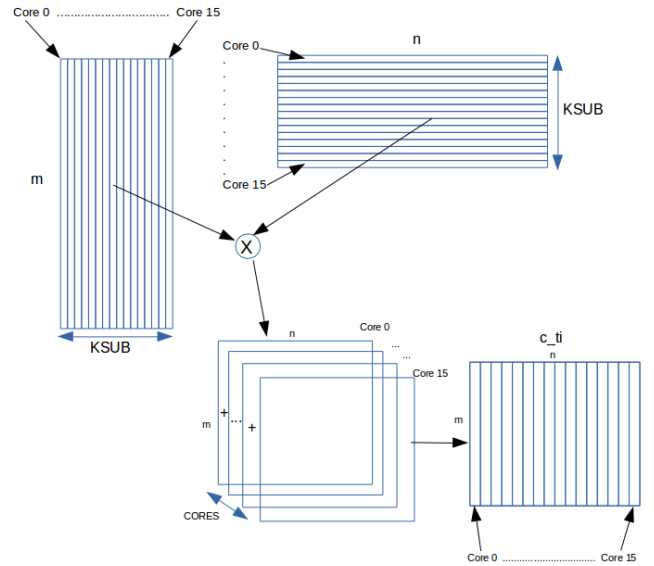 Core 0 ................................ Core 15
m
KSUB
n
Core 0
.
.
.
.
.
.
.
Core 15
KSUB
X
n
Core 0
...
...
Core 15
m
+
...
+
CORES
c_ti
n
m
Core 0 ................................ Core 15